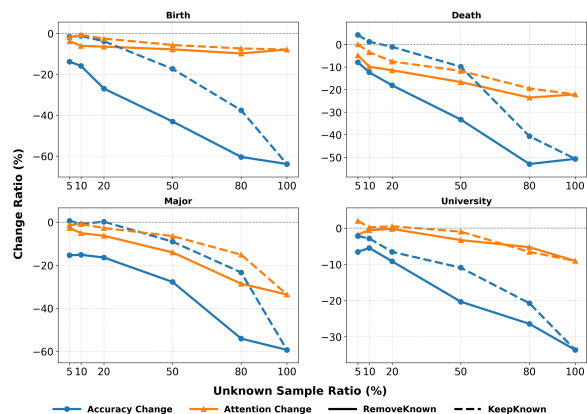 Birth
Death
0
−20
−40
−60
5 10 20 50 80 100
0
−10
−20
−30
−40
−50
5 10 20 50 80 100
Major
University
0
−20
−40
−60
5 10 20 50 80 100
0
−10
−20
−30
5 10 20 50 80 100
Change Ratio (%)
Unknown Sample Ratio (%)
Accuracy Change Attention Change RemoveKnown KeepKnown